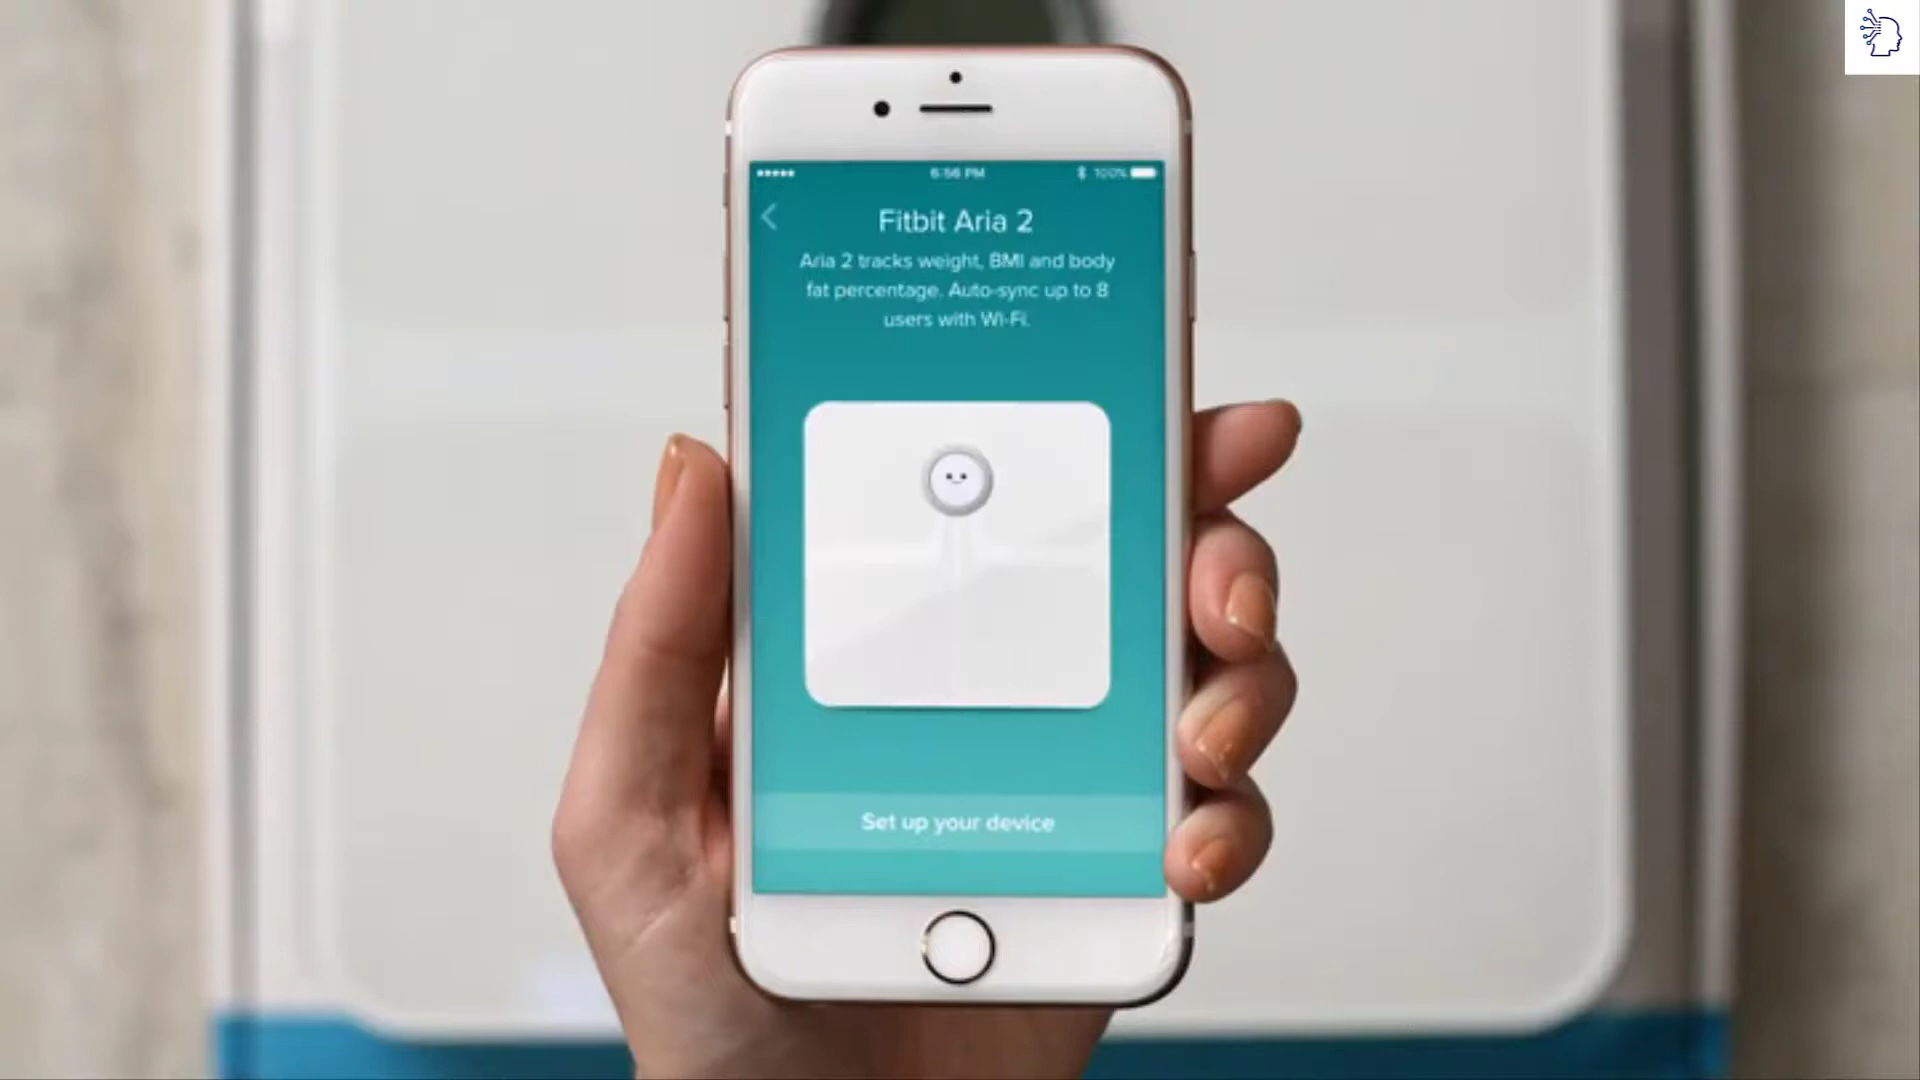 6:56 PM
100%
Fitbit Aria 2
Aria 2 tracks weight, BMI and body
fat percentage. Auto-sync up to 8
users with Wi-Fi.
Set up your device